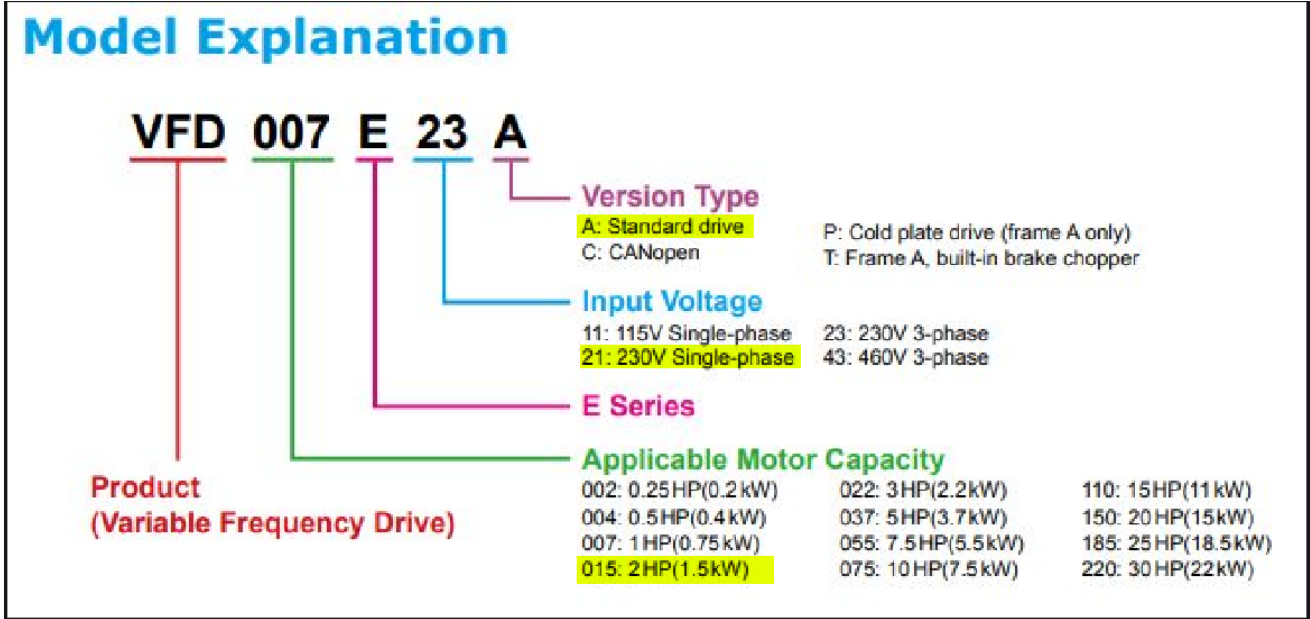 Model Explanation
VFD 007 E 23 A
Version Type
A: Standard drive
C: CANopen
P: Cold plate drive (frame A only)
T: Frame A, built-in brake chopper
Input Voltage
11: 115V Single-phase
21: 230V Single-phase
23: 230V 3-phase
43: 460V 3-phase
E Series
Applicable Motor Capacity
002: 0.25HP(0.2kW)
004: 0.5HP(0.4kW)
007: 1HP(0.75kW)
015: 2HP(1.5kW)
022: 3HP(2.2kW)
037: 5HP(3.7kW)
055: 7.5HP(5.5kW)
075: 10HP(7.5kW)
110: 15HP(11kW)
150: 20HP(15kW)
185: 25HP(18.5kW)
220: 30HP(22kW)
Product
(Variable Frequency Drive)